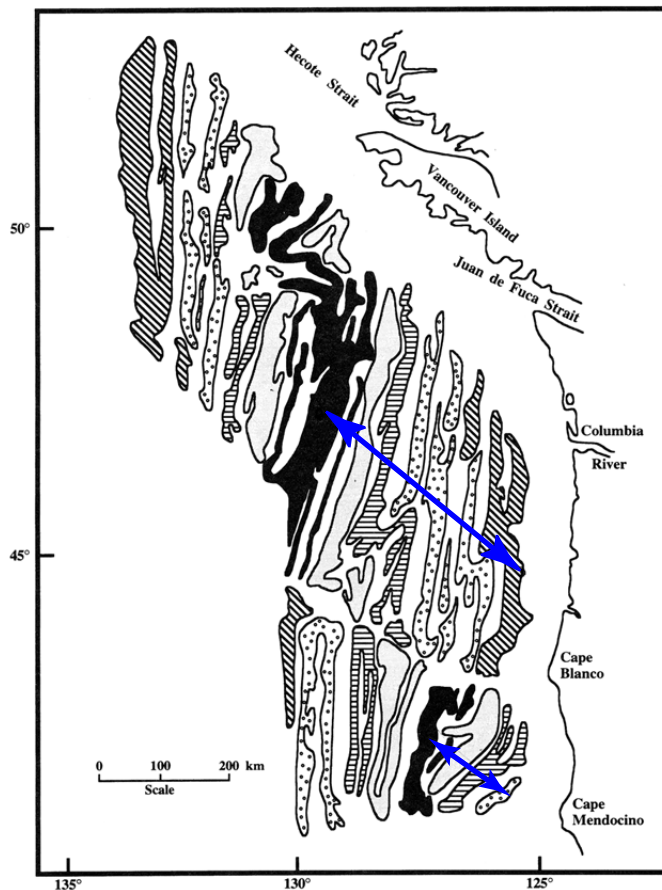 Hecote Strait
Vancouver Island
50°
Juan de Fuca Strait
Columbia
River
45°
Cape
Blanco
0 100 200 km
Scale
Cape
Mendocino
135° 130° 125°